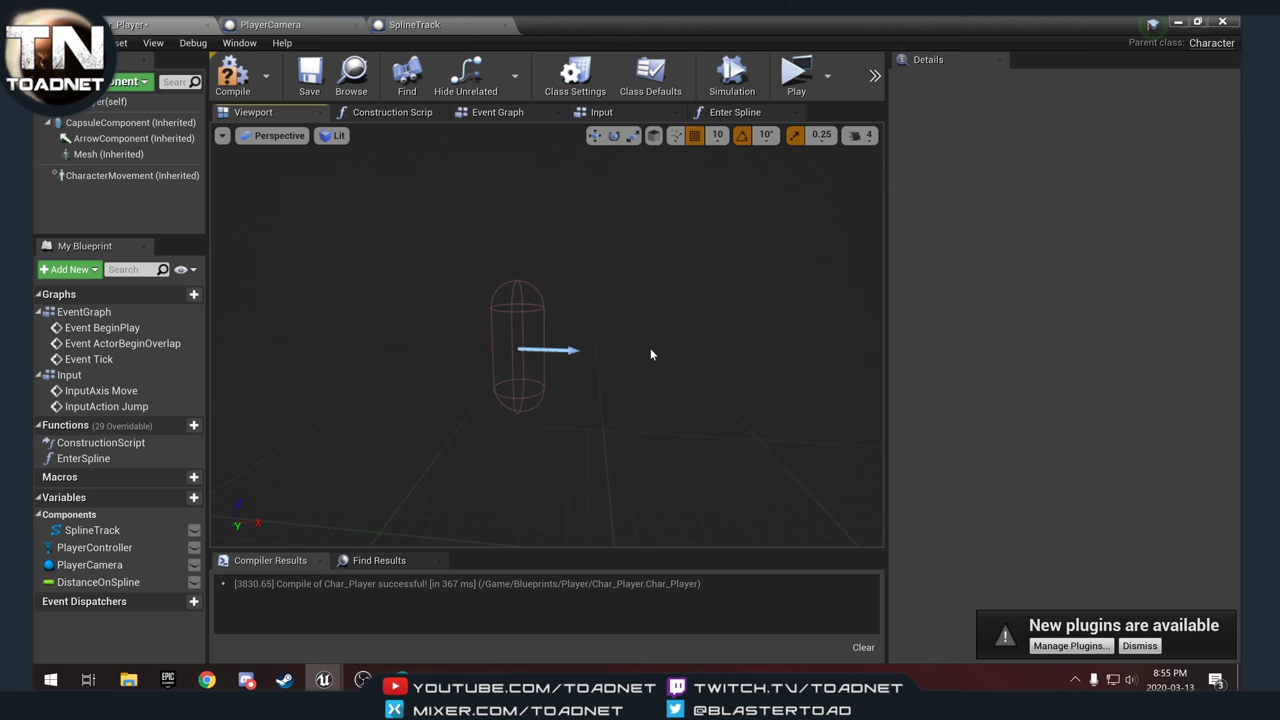 r_Player*
PlayerCamera
SplineTrack
TN
TOADNET
set
View
Debug
Window
Help
Parent class: Character
onent
Searc
Compile
Save
Browse
Find
Hide Unrelated
Class Settings
Class Defaults
Simulation
Play
Details
yer(self)
CapsuleComponent (Inherited)
ArrowComponent (Inherited)
Mesh (Inherited)
CharacterMovement (Inherited)
Viewport
Construction Scrip
Event Graph
Input
Enter Spline
Perspective
Lit
10
10°
0.25
4
My Blueprint
Add New
Search
Graphs
EventGraph
Event BeginPlay
Event ActorBeginOverlap
Event Tick
Input
InputAxis Move
InputAction Jump
Functions (29 Overridable)
ConstructionScript
EnterSpline
Macros
Variables
Components
SplineTrack
PlayerController
PlayerCamera
DistanceOnSpline
Event Dispatchers
Z
Y
X
Compiler Results
Find Results
[3830.65] Compile of Char_Player successful! [in 367 ms] (/Game/Blueprints/Player/Char_Player.Char_Player)
Clear
New plugins are available
Manage Plugins...
Dismiss
EPIC
8:55 PM
2020-03-13
3
YOUTUBE.COM/TOADNET
TWITCH.TV/TOADNET
MIXER.COM/TOADNET
@BLASTERTOAD